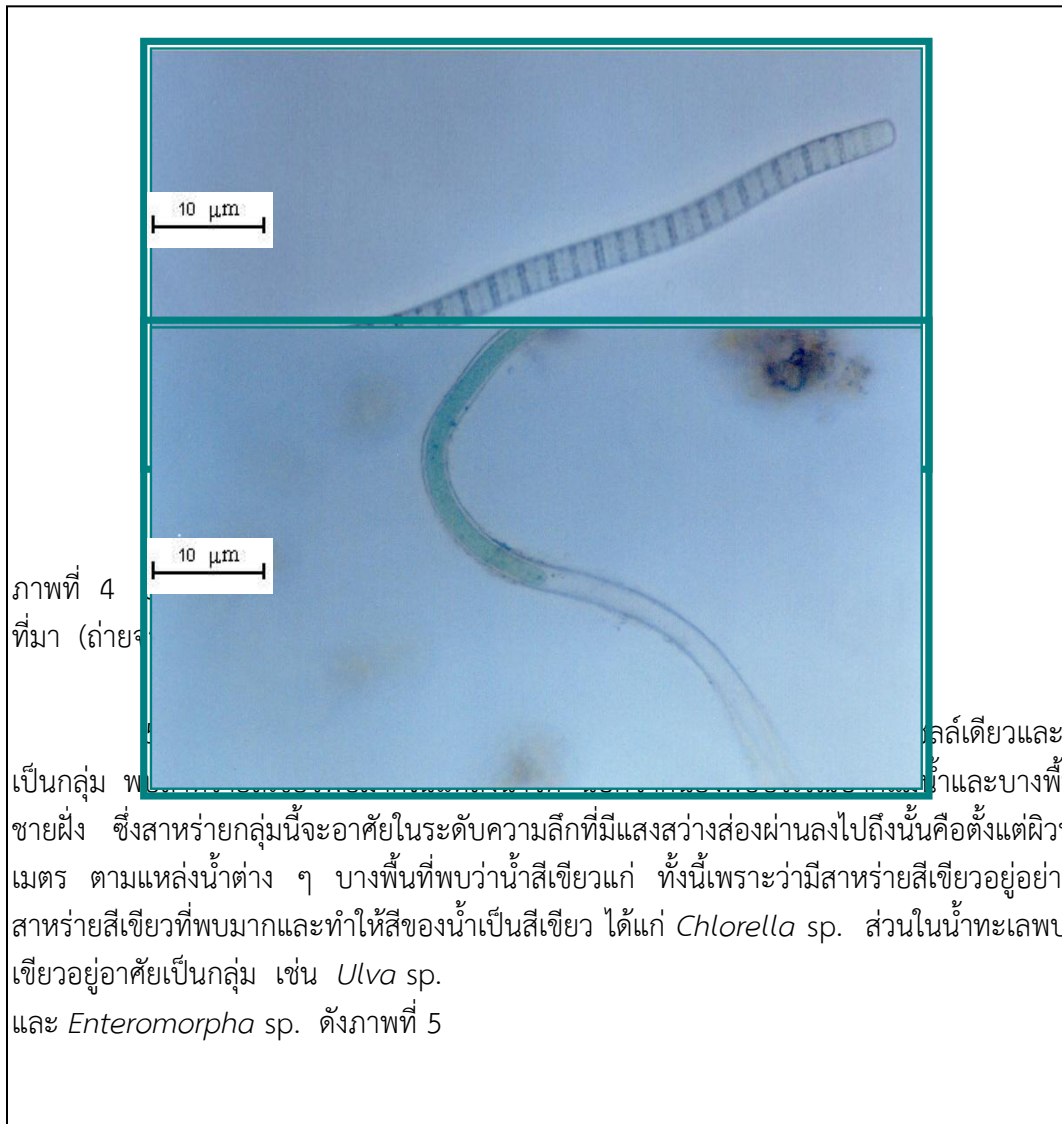 10 μm
10 μm
ภาพที่ 4
ที่มา (ถ่าย
เซลล์เดียวและ
เป็นกลุ่ม น้ำและบางพื้
ชายฝั่ง ซึ่งสาหร่ายกลุ่มนี้จะอาศัยในระดับความลึกที่มีแสงสว่างส่องผ่านลงไปถึงนั้นคือตั้งแต่ผิว
เมตร ตามแหล่งน้ำต่าง ๆ บางพื้นที่พบว่าน้ำสีเขียวแก่ ทั้งนี้เพราะว่ามีสาหร่ายสีเขียวอยู่อย่า
สาหร่ายสีเขียวที่พบมากและทำให้สีของน้ำเป็นสีเขียว ได้แก่ Chlorella sp. ส่วนในน้ำทะเลพบ
เขียวอยู่อาศัยเป็นกลุ่ม เช่น Ulva sp.
และ Enteromorpha sp. ดังภาพที่ 5